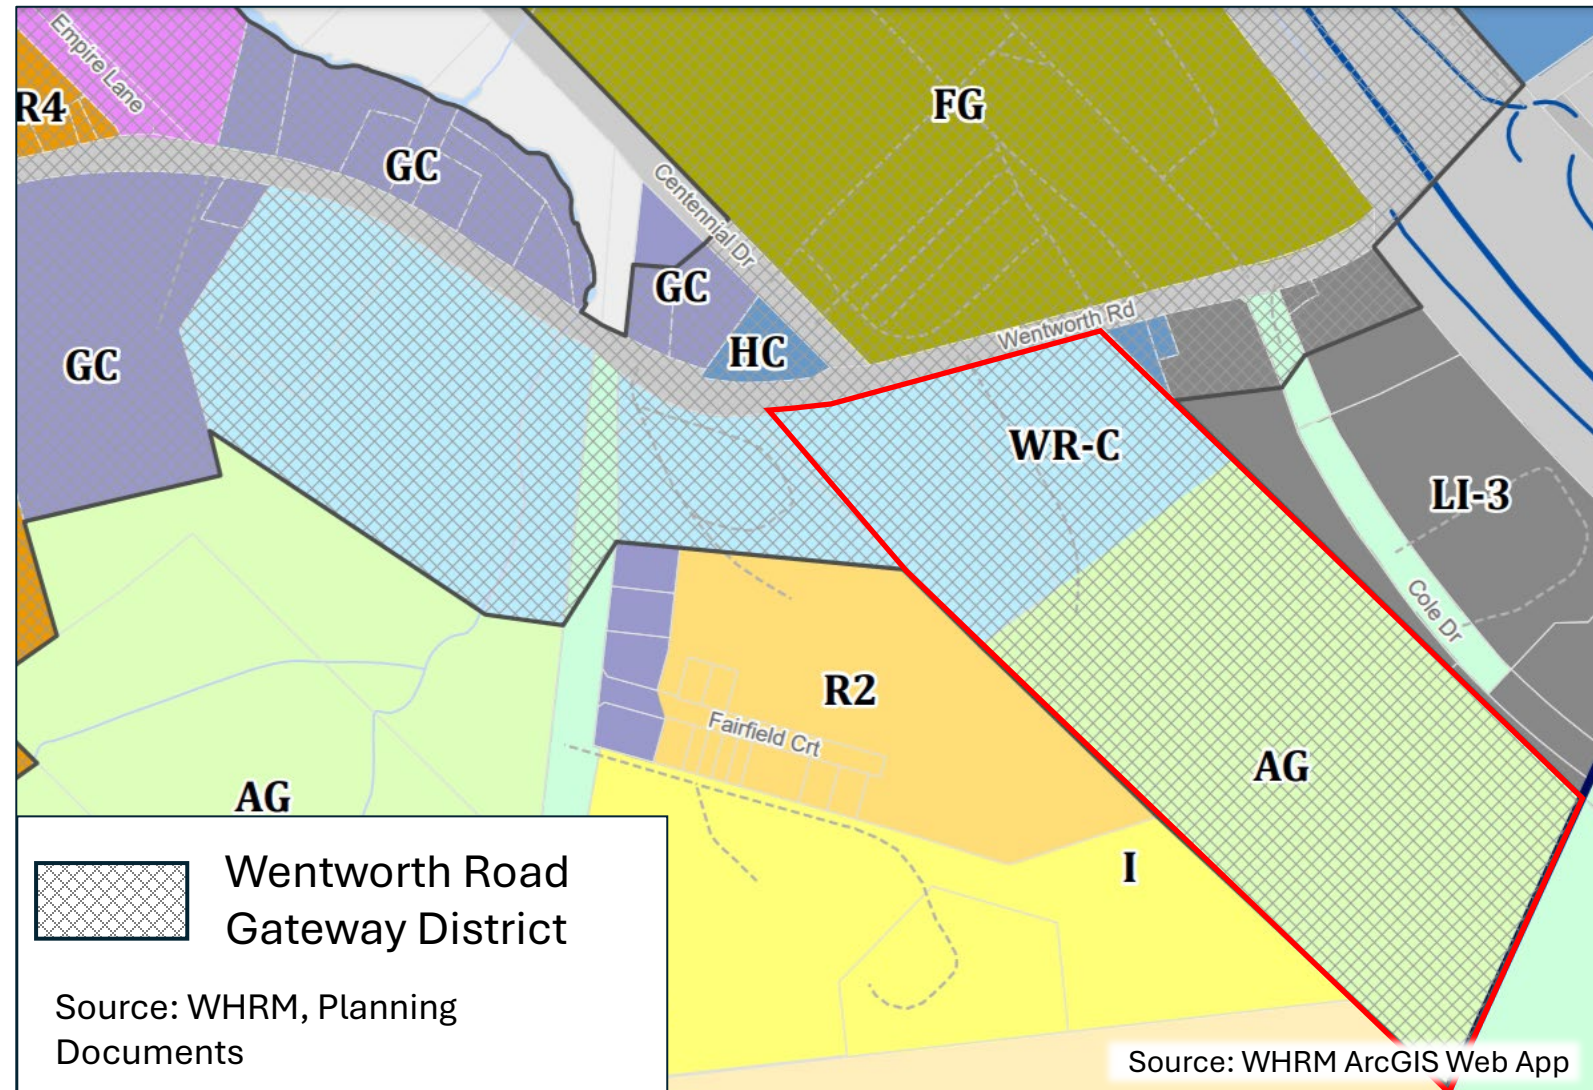 Empire Lane
R4
GC
FG
Centennial Dr
GC
Wentworth Rd
HC
GC
WR-C
LI-3
Cole Dr
R2
Fairfield Crt
AG
AG
I
Wentworth Road
Gateway District
Source: WHRM, Planning
Documents
Source: WHRM ArcGIS Web App